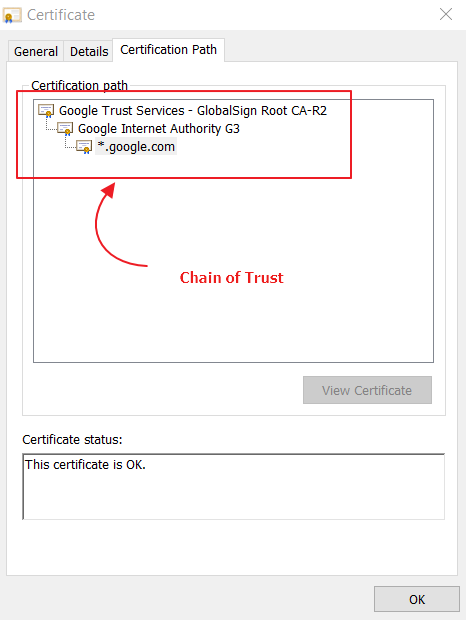 Certificate
General
Details
Certification Path
Certification path
Google Trust Services - GlobalSign Root CA-R2
Google Internet Authority G3
*.google.com
Chain of Trust
View Certificate
Certificate status:
This certificate is OK.
OK